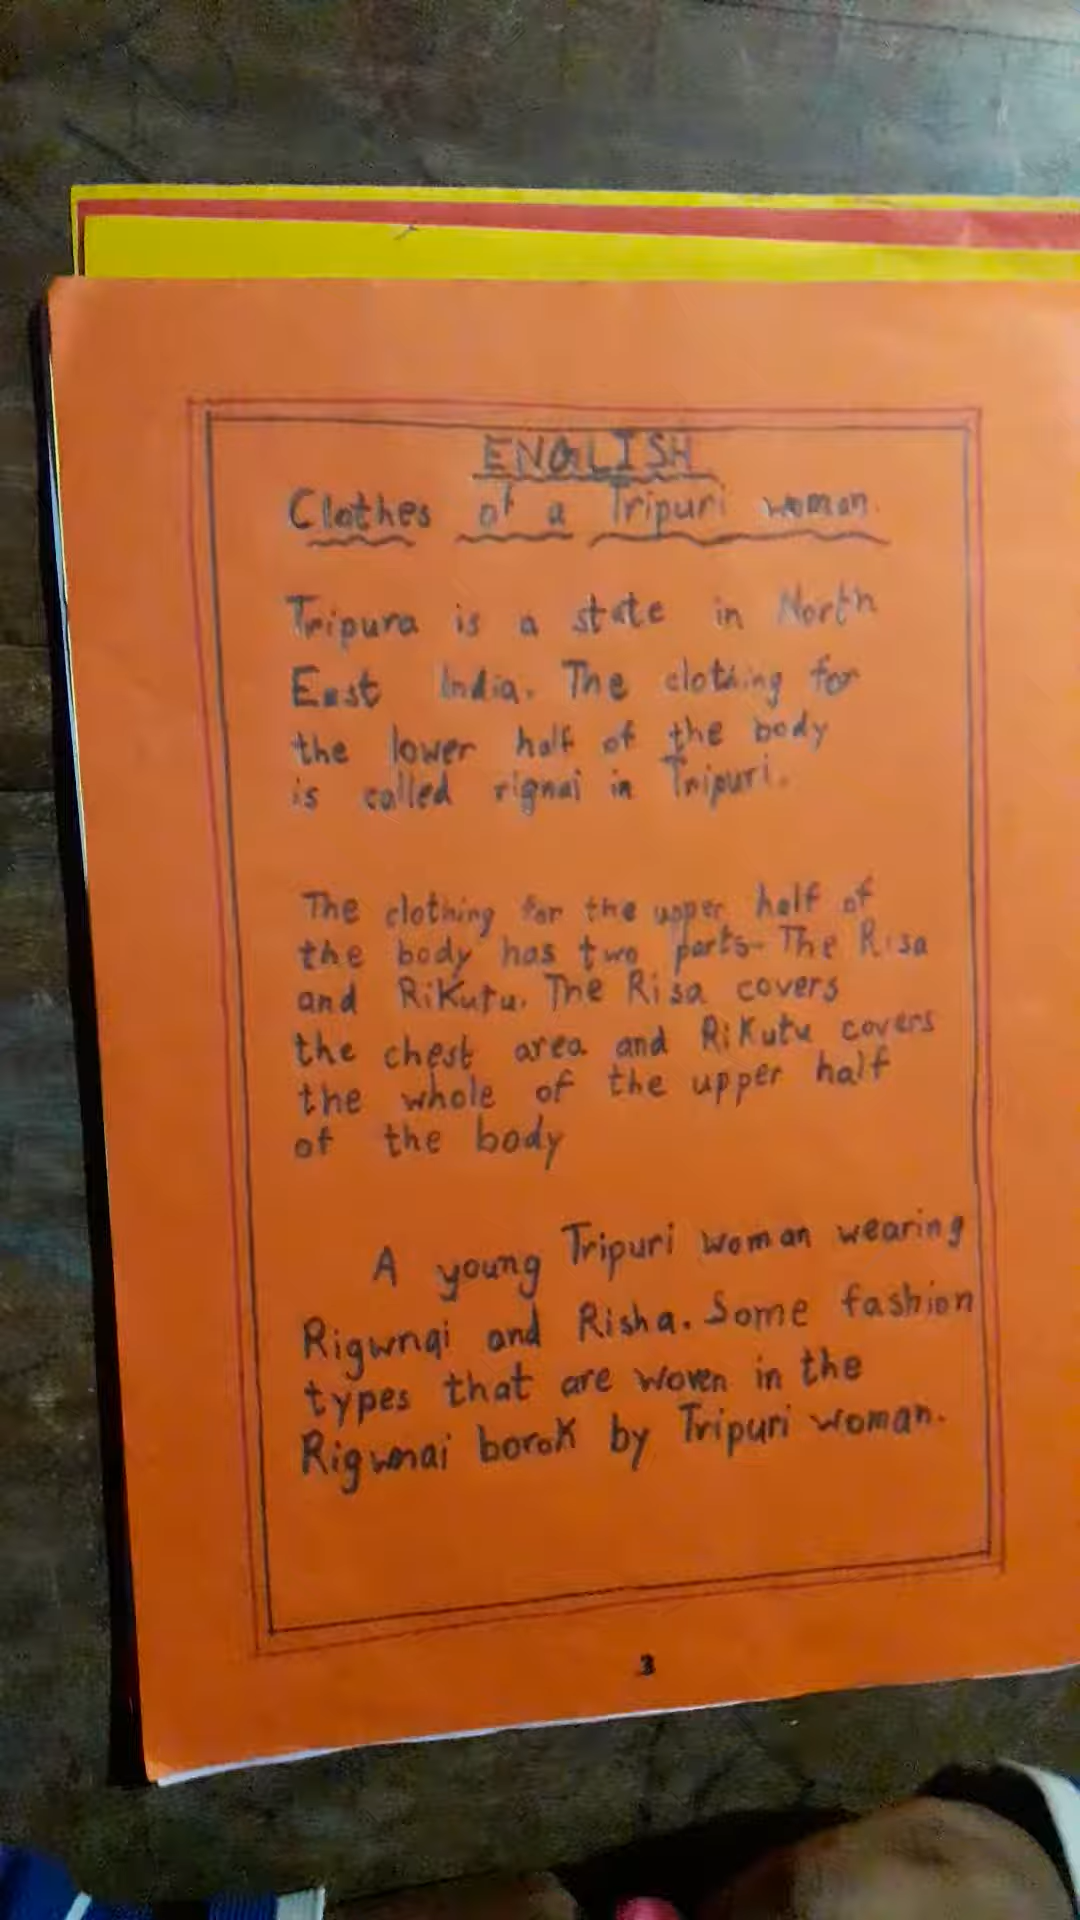 ENGLISH
Clothes of a Tripuri woman.
Tripura is a state in North
East India. The clothing for
the lower half of the body
is called rignai in Tripuri.
The clothing for the upper half of
the body has two parts- The Risa
and RiKutu. The Risa covers
the chest area and RiKutu covers
the whole of the upper half
of the body
A young Tripuri woman wearing
Rigwnai and Risha. Some fashion
types that are woven in the
Rigwnai borok by Tripuri woman.
3